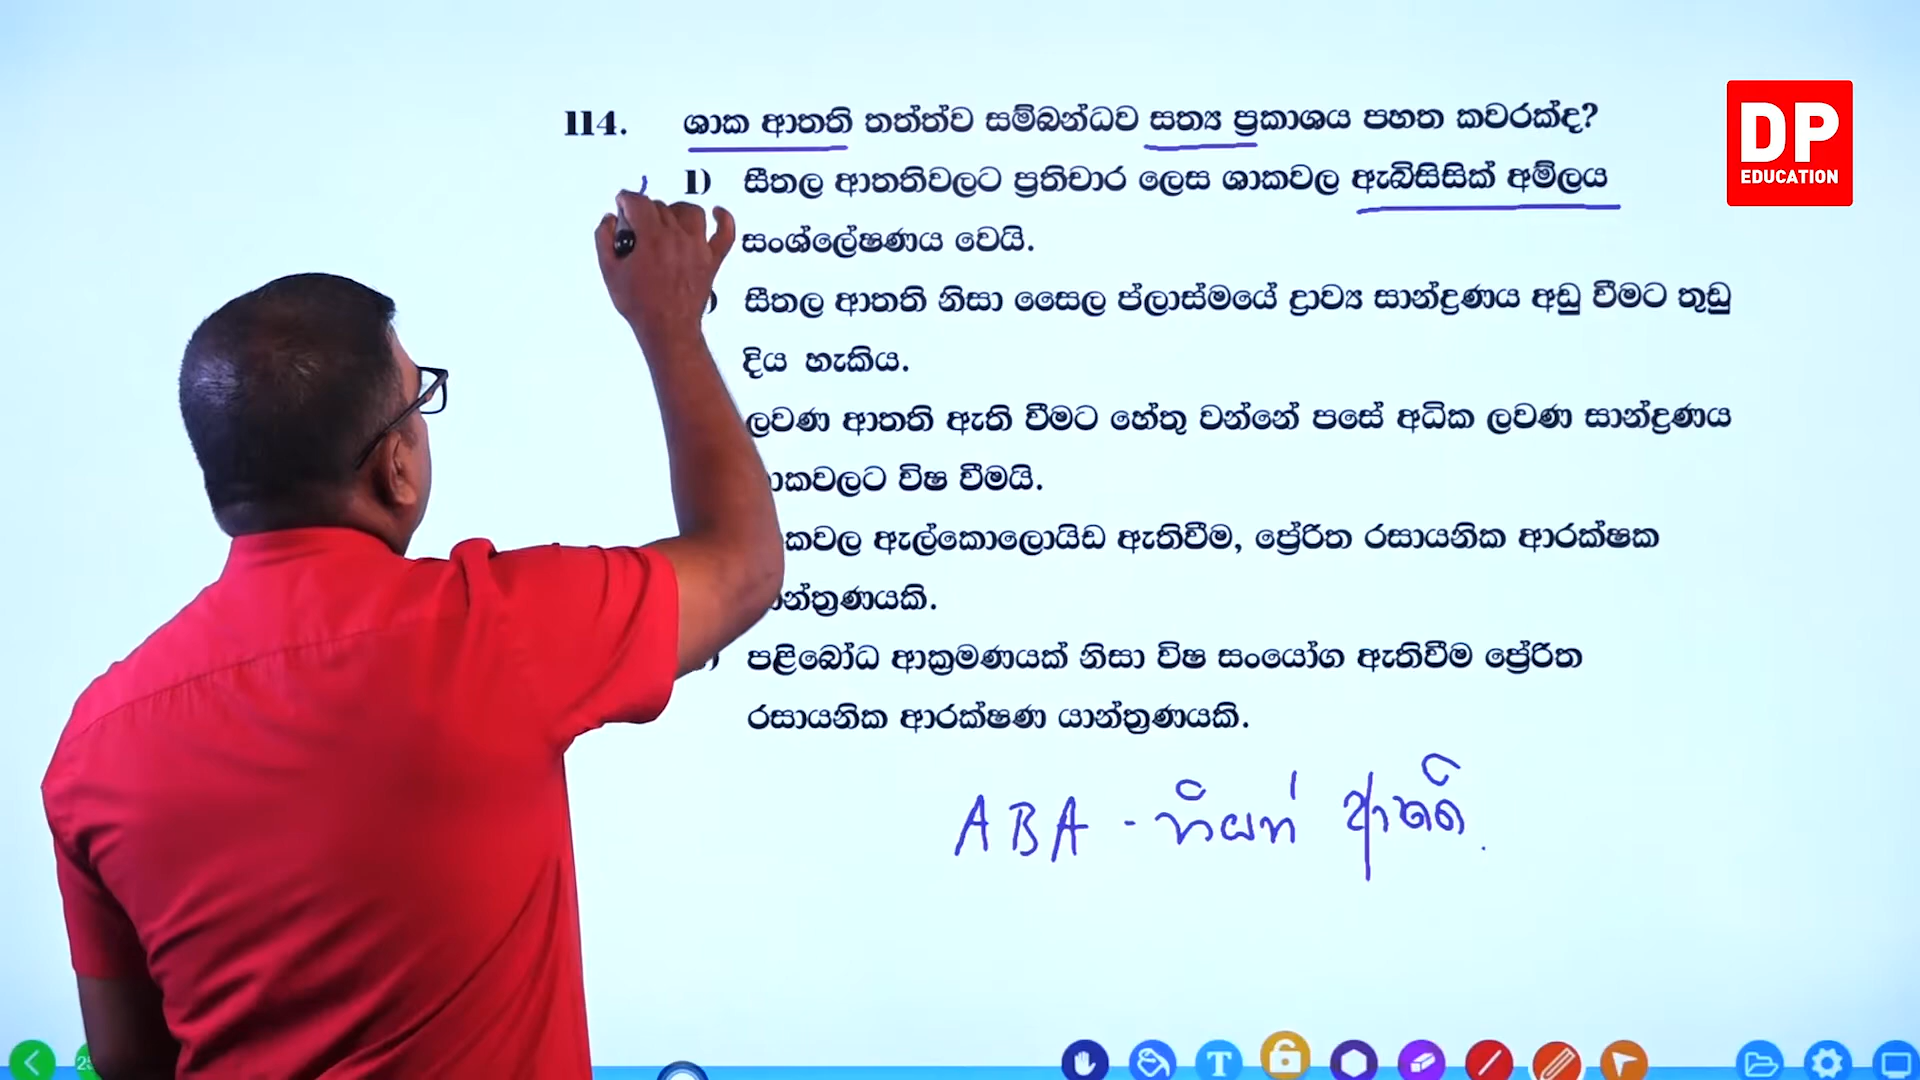 114. ශාක ආතති තත්ත්ව සම්බන්ධව සත්‍ය ප්‍රකාශය පහත කවරක්ද?
1) සීතල ආතතිවලට ප්‍රතිචාර ලෙස ශාකවල ඇබ්සිසික් අම්ලය
සංශ්ලේෂණය වෙයි.
) සීතල ආතති නිසා සෛල ප්ලාස්මයේ ද්‍රාව්‍ය සාන්ද්‍රණය අඩු වීමට තුඩු
දිය හැකිය.
ලවණ ආතති ඇති වීමට හේතු වන්නේ පසේ අධික ලවණ සාන්ද්‍රණය
කවලට විෂ වීමයි.
කවල ඇල්කොලොයිඩ ඇතිවීම, ප්‍රේරිත රසායනික ආරක්ෂක
න්ත්‍රණයකි.
) පළිබෝධ ආක්‍රමණයක් නිසා විෂ සංයෝග ඇතිවීම ප්‍රේරිත
රසායනික ආරක්ෂණ යාන්ත්‍රණයකි.
ABA - නියඟ ආතති.
DP
EDUCATION